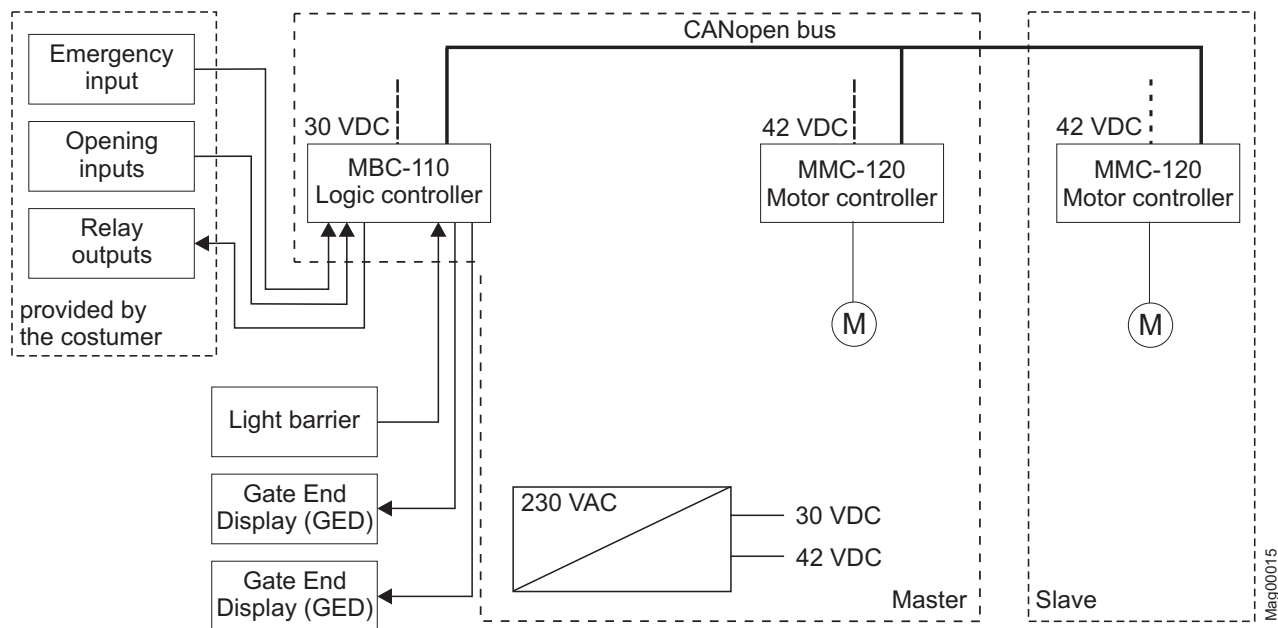 CANopen bus
Emergency
input
Opening
inputs
Relay
outputs
provided by
the costumer
30 VDC
MBC-110
Logic controller
42 VDC
MMC-120
Motor controller
M
42 VDC
MMC-120
Motor controller
M
Light barrier
Gate End
Display (GED)
Gate End
Display (GED)
230 VAC
30 VDC
42 VDC
Master
Slave
Mag00015